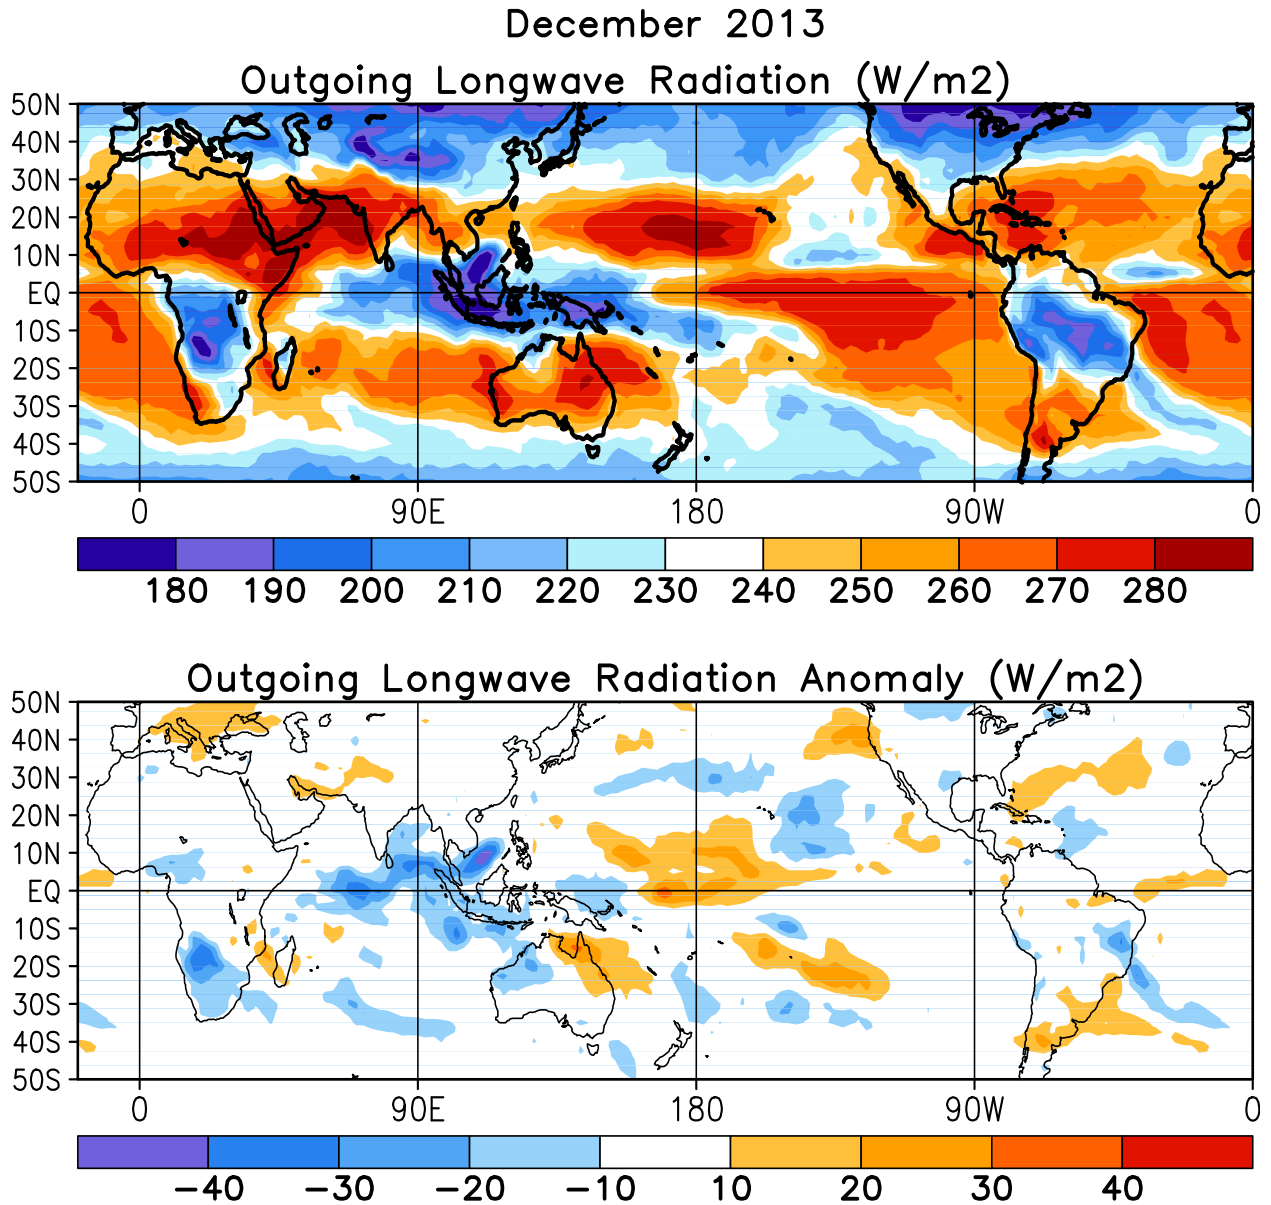 December 2013
Outgoing Longwave Radiation (W/m2)
50N
40N
30N
20N
10N
EQ
10S
20S
30S
40S
50S
0 90E 180 90W 0
180 190 200 210 220 230 240 250 260 270 280
Outgoing Longwave Radiation Anomaly (W/m2)
50N
40N
30N
20N
10N
EQ
10S
20S
30S
40S
50S
0 90E 180 90W 0
−40 −30 −20 −10 10 20 30 40